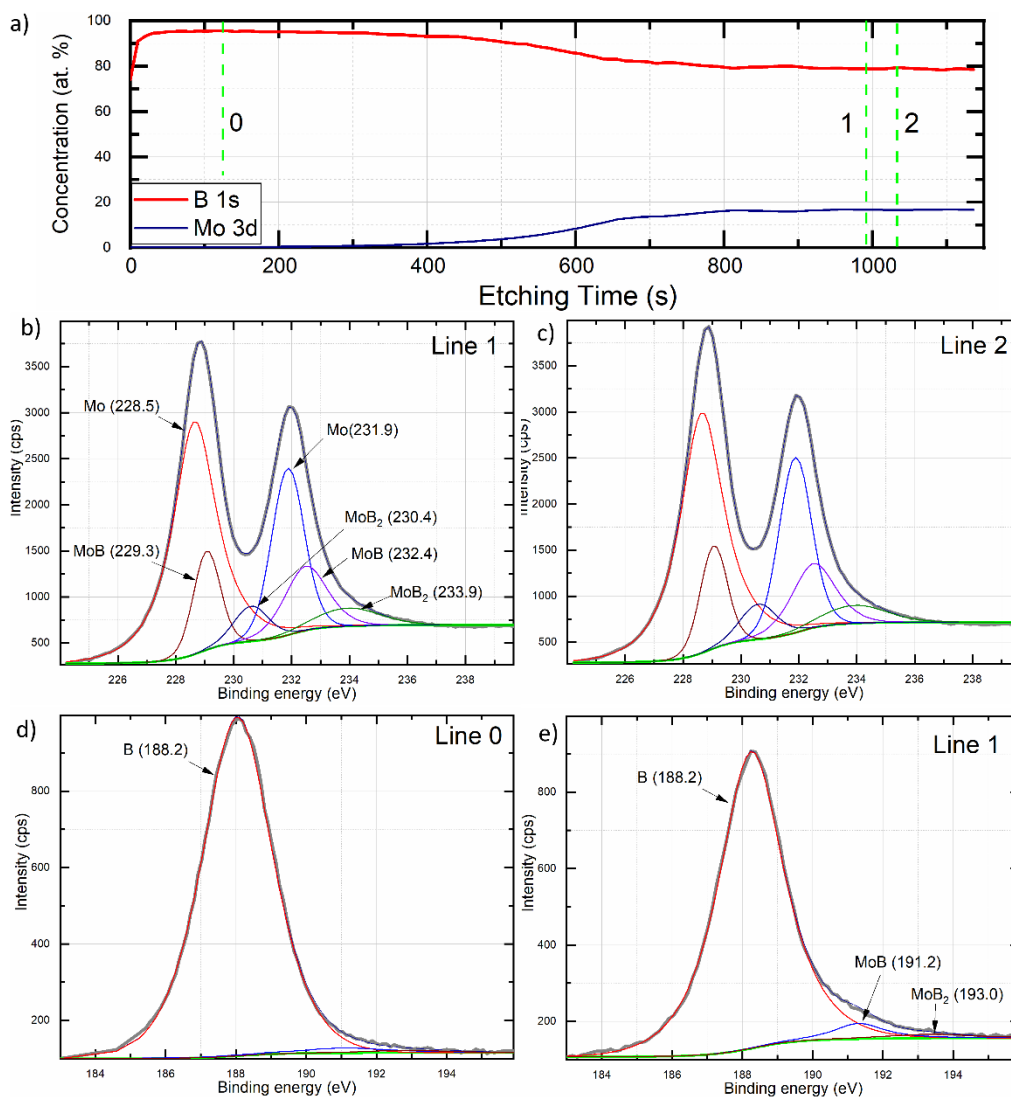 a)
Concentration (at. %)
100
80
60
40
20
0
0
1
2
B 1s
Mo 3d
0 200 400 600 800 1000
Etching Time (s)
b)
Line 1
Intensity (cps)
3500
3000
2500
2000
1500
1000
500
Mo (228.5)
Mo(231.9)
MoB₂ (230.4)
MoB (229.3)
MoB (232.4)
MoB₂ (233.9)
226 228 230 232 234 236 238
Binding energy (eV)
c)
Line 2
Intensity (cps)
3500
3000
2500
2000
1500
1000
500
226 228 230 232 234 236 238
Binding energy (eV)
d)
Line 0
Intensity (cps)
800
600
400
200
B (188.2)
184 186 188 190 192 194
Binding energy (eV)
e)
Line 1
Intensity (cps)
800
600
400
200
B (188.2)
MoB (191.2)
MoB₂ (193.0)
184 186 188 190 192 194
Binding energy (eV)